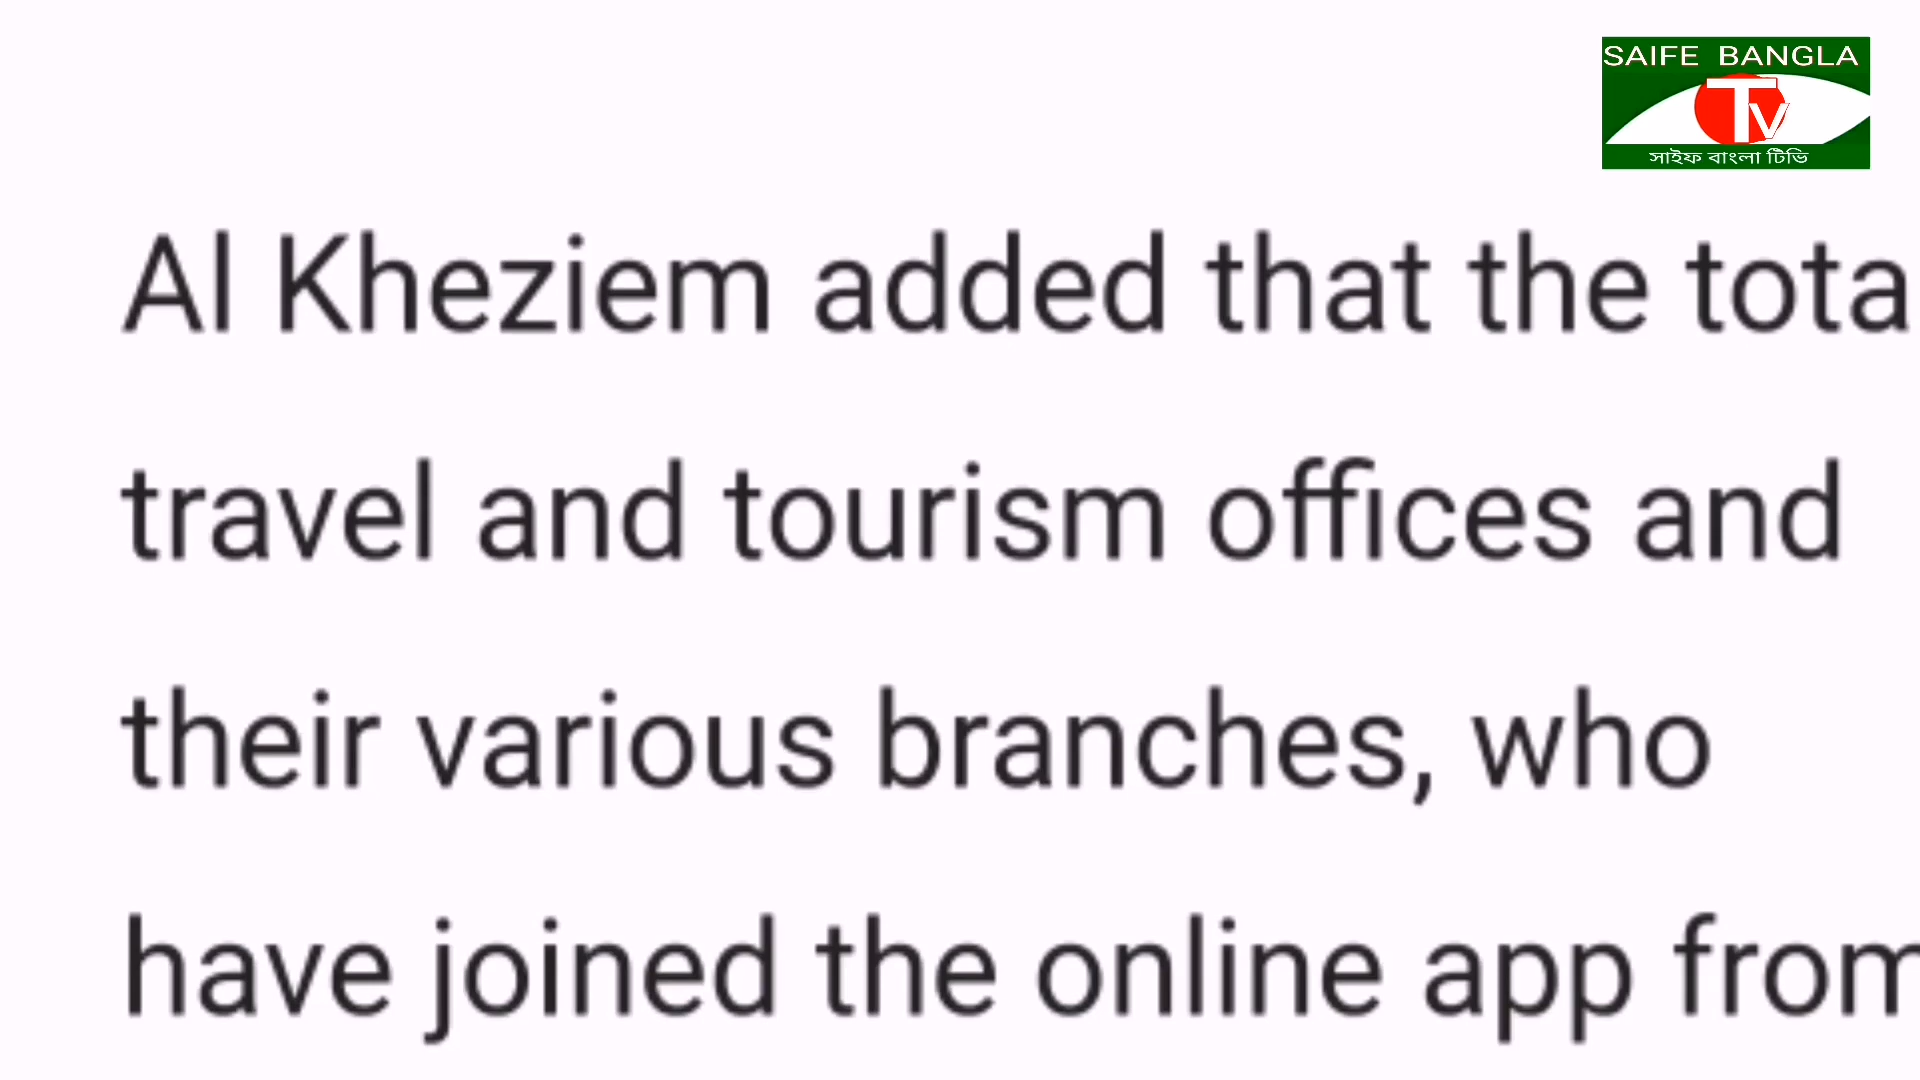 SAIFE BANGLA
Tv
সাইফ বাংলা টিভি
Al Kheziem added that the tota
travel and tourism offices and
their various branches, who
have joined the online app from